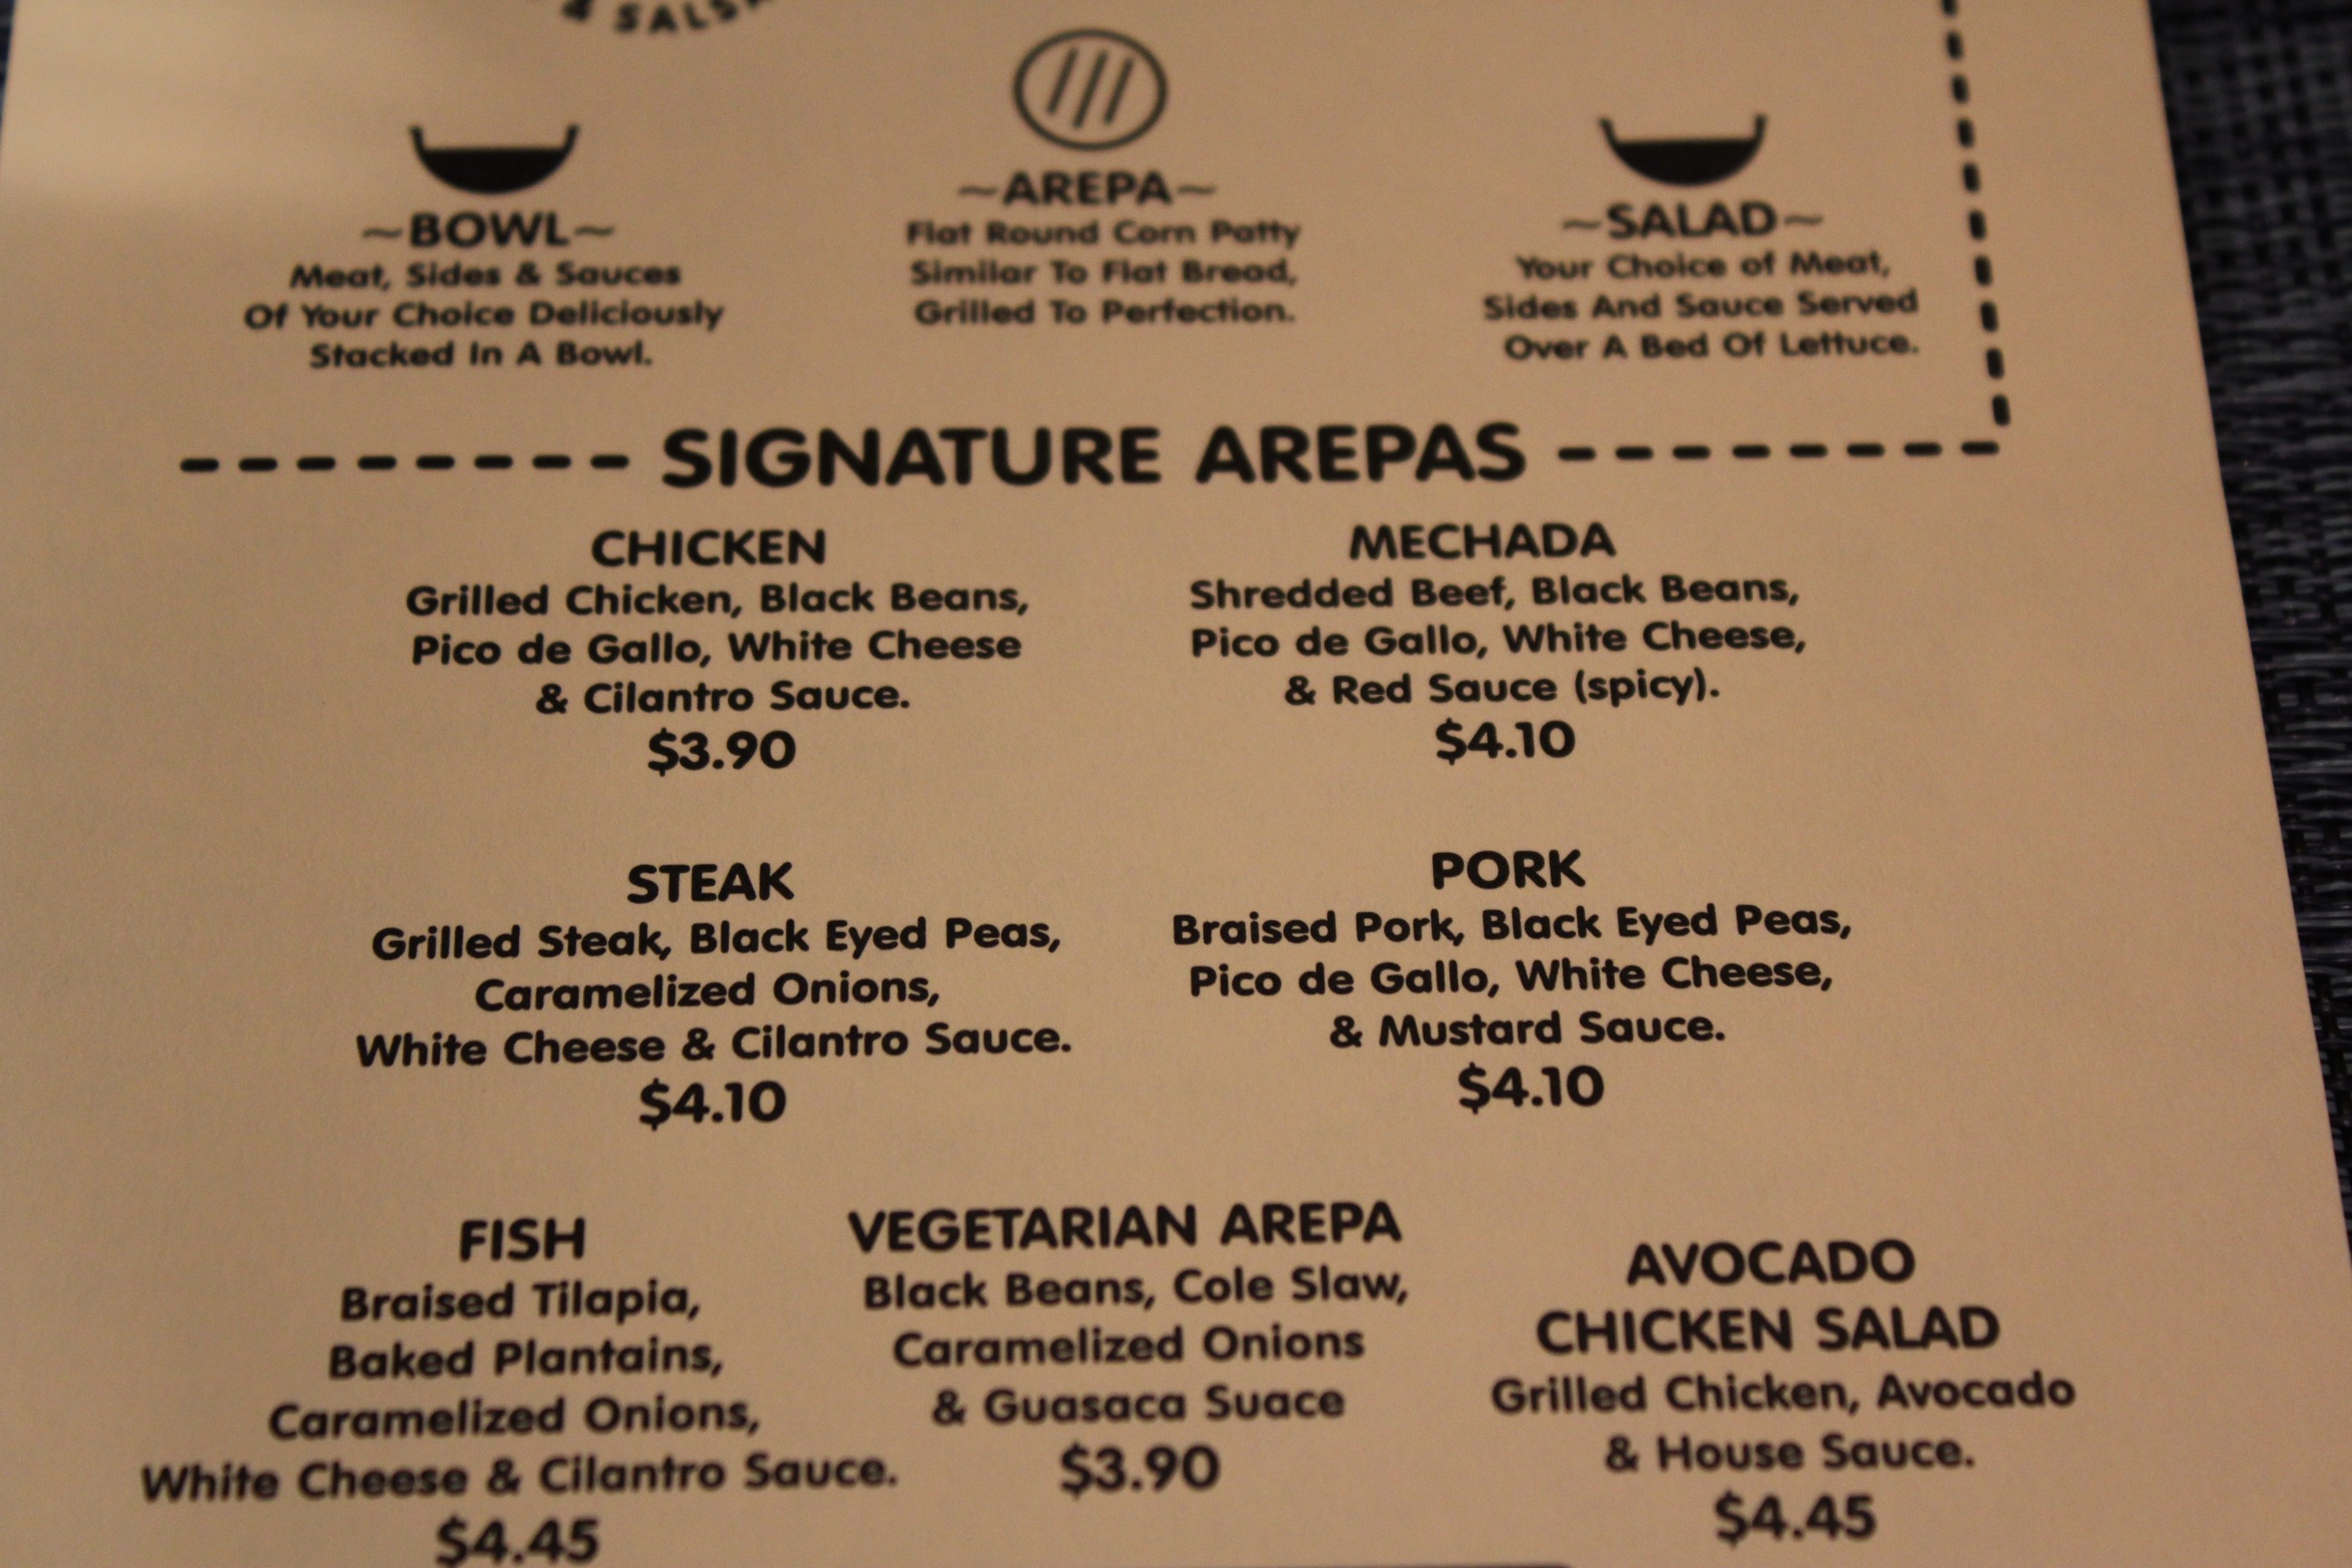 & SALSA
~BOWL~
Meat, Sides & Sauces
Of Your Choice Deliciously
Stacked In A Bowl.
~AREPA~
Flat Round Corn Patty
Similar To Flat Bread,
Grilled To Perfection.
~SALAD~
Your Choice of Meat,
Sides And Sauce Served
Over A Bed Of Lettuce.
SIGNATURE AREPAS
CHICKEN
Grilled Chicken, Black Beans,
Pico de Gallo, White Cheese
& Cilantro Sauce.
$3.90
MECHADA
Shredded Beef, Black Beans,
Pico de Gallo, White Cheese,
& Red Sauce (spicy).
$4.10
STEAK
Grilled Steak, Black Eyed Peas,
Caramelized Onions,
White Cheese & Cilantro Sauce.
$4.10
PORK
Braised Pork, Black Eyed Peas,
Pico de Gallo, White Cheese,
& Mustard Sauce.
$4.10
FISH
Braised Tilapia,
Baked Plantains,
Caramelized Onions,
White Cheese & Cilantro Sauce.
$4.45
VEGETARIAN AREPA
Black Beans, Cole Slaw,
Caramelized Onions
& Guasaca Suace
$3.90
AVOCADO
CHICKEN SALAD
Grilled Chicken, Avocado
& House Sauce.
$4.45